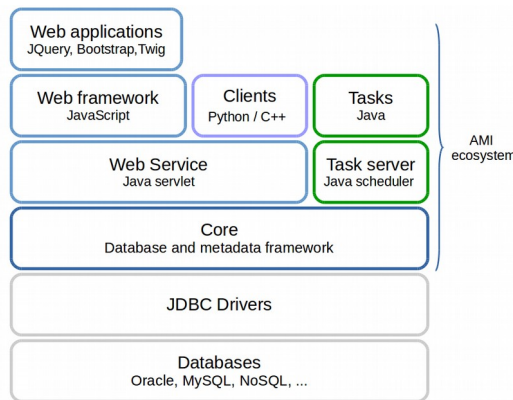 Web applications
JQuery, Bootstrap,Twig
Web framework
JavaScript
Clients
Python / C++
Tasks
Java
Web Service
Java servlet
Task server
Java scheduler
Core
Database and metadata framework
JDBC Drivers
Databases
Oracle, MySQL, NoSQL, ...
AMI
ecosystem